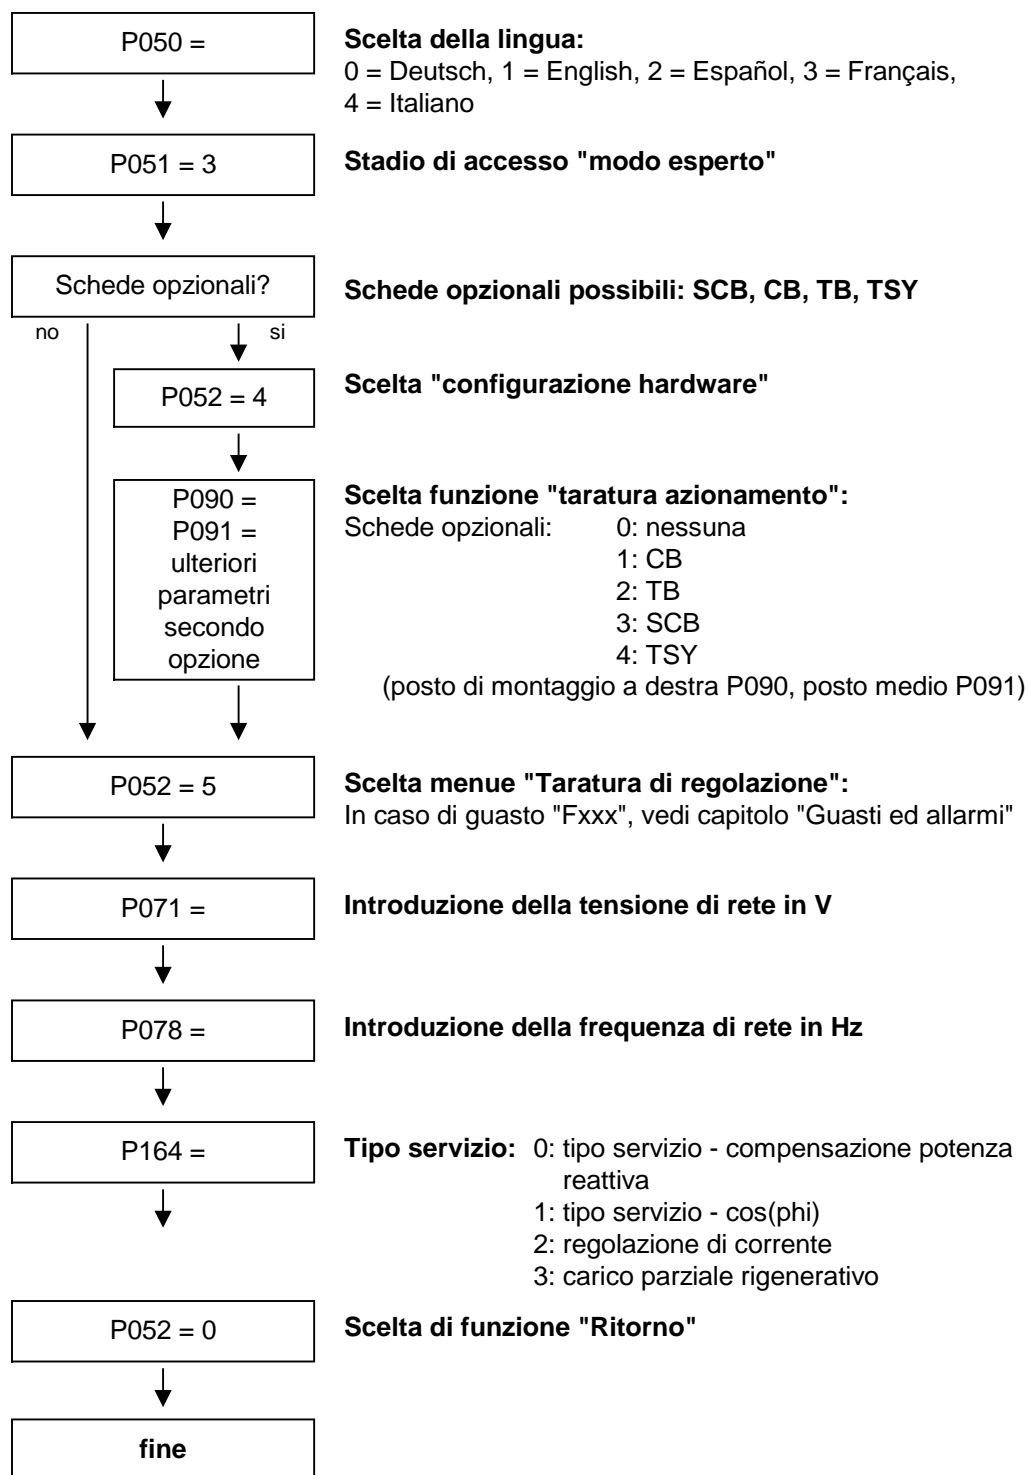 P050 =
Scelta della lingua:
0 = Deutsch, 1 = English, 2 = Español, 3 = Français,
4 = Italiano
P051 = 3
Stadio di accesso "modo esperto"
Schede opzionali?
Schede opzionali possibili: SCB, CB, TB, TSY
no
si
P052 = 4
Scelta "configurazione hardware"
P090 =
P091 =
ulteriori
parametri
secondo
opzione
Scelta funzione "taratura azionamento":
Schede opzionali: 0: nessuna
1: CB
2: TB
3: SCB
4: TSY
(posto di montaggio a destra P090, posto medio P091)
P052 = 5
Scelta menue "Taratura di regolazione":
In caso di guasto "Fxxx", vedi capitolo "Guasti ed allarmi"
P071 =
Introduzione della tensione di rete in V
P078 =
Introduzione della frequenza di rete in Hz
P164 =
Tipo servizio: 0: tipo servizio - compensazione potenza
reattiva
1: tipo servizio - cos(phi)
2: regolazione di corrente
3: carico parziale rigenerativo
P052 = 0
Scelta di funzione "Ritorno"
fine